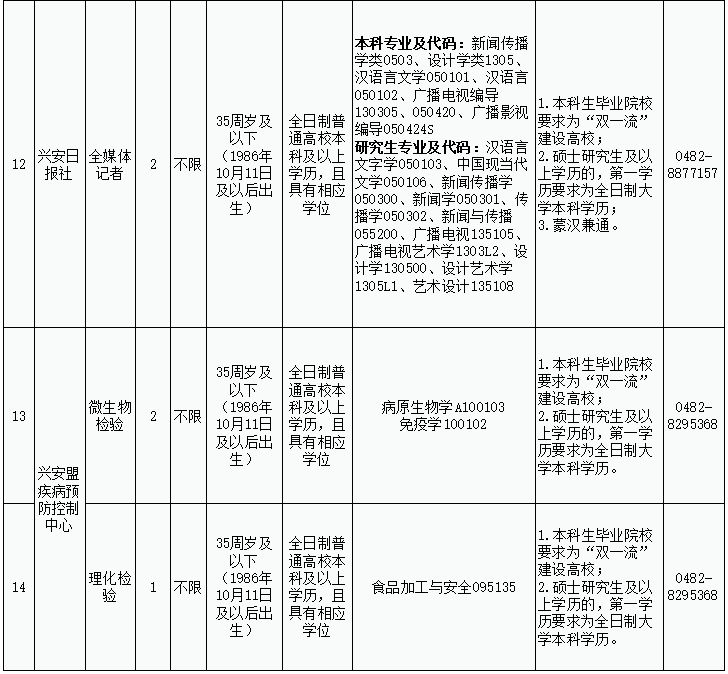 12
兴安日
报社
全媒体
记者
2
不限
35周岁及
以下
（1986年
10月11日
及以后出
生）
全日制普
通高校本
科及以上
学历，且
具有相应
学位
本科专业及代码：新闻传播
学类0503、设计学类1305、
汉语言文学050101、汉语言
050102、广播电视编导
130305、050420、广播影视
编导050424S
研究生专业及代码：汉语言
文字学050103、中国现当代
文学050106、新闻传播学
050300、新闻学050301、传
播学050302、新闻与传播
055200、广播电视135105、
广播电视艺术学1303L2、设
计学130500、设计艺术学
1305L1、艺术设计135108
1.本科生毕业院校
要求为“双一流”
建设高校；
2.硕士研究生及以
上学历的，第一学
历要求为全日制大
学本科学历；
3.蒙汉兼通。
0482-
8877157
13
兴安盟
疾病预
防控制
中心
微生物
检验
2
不限
35周岁及
以下
（1986年
10月11日
及以后出
生）
全日制普
通高校本
科及以上
学历，且
具有相应
学位
病原生物学A100103
免疫学100102
1.本科生毕业院校
要求为“双一流”
建设高校；
2.硕士研究生及以
上学历的，第一学
历要求为全日制大
学本科学历。
0482-
8295368
14
理化检
验
1
不限
35周岁及
以下
（1986年
10月11日
及以后出
生）
全日制普
通高校本
科及以上
学历，且
具有相应
学位
食品加工与安全095135
1.本科生毕业院校
要求为“双一流”
建设高校；
2.硕士研究生及以
上学历的，第一学
历要求为全日制大
学本科学历。
0482-
8295368